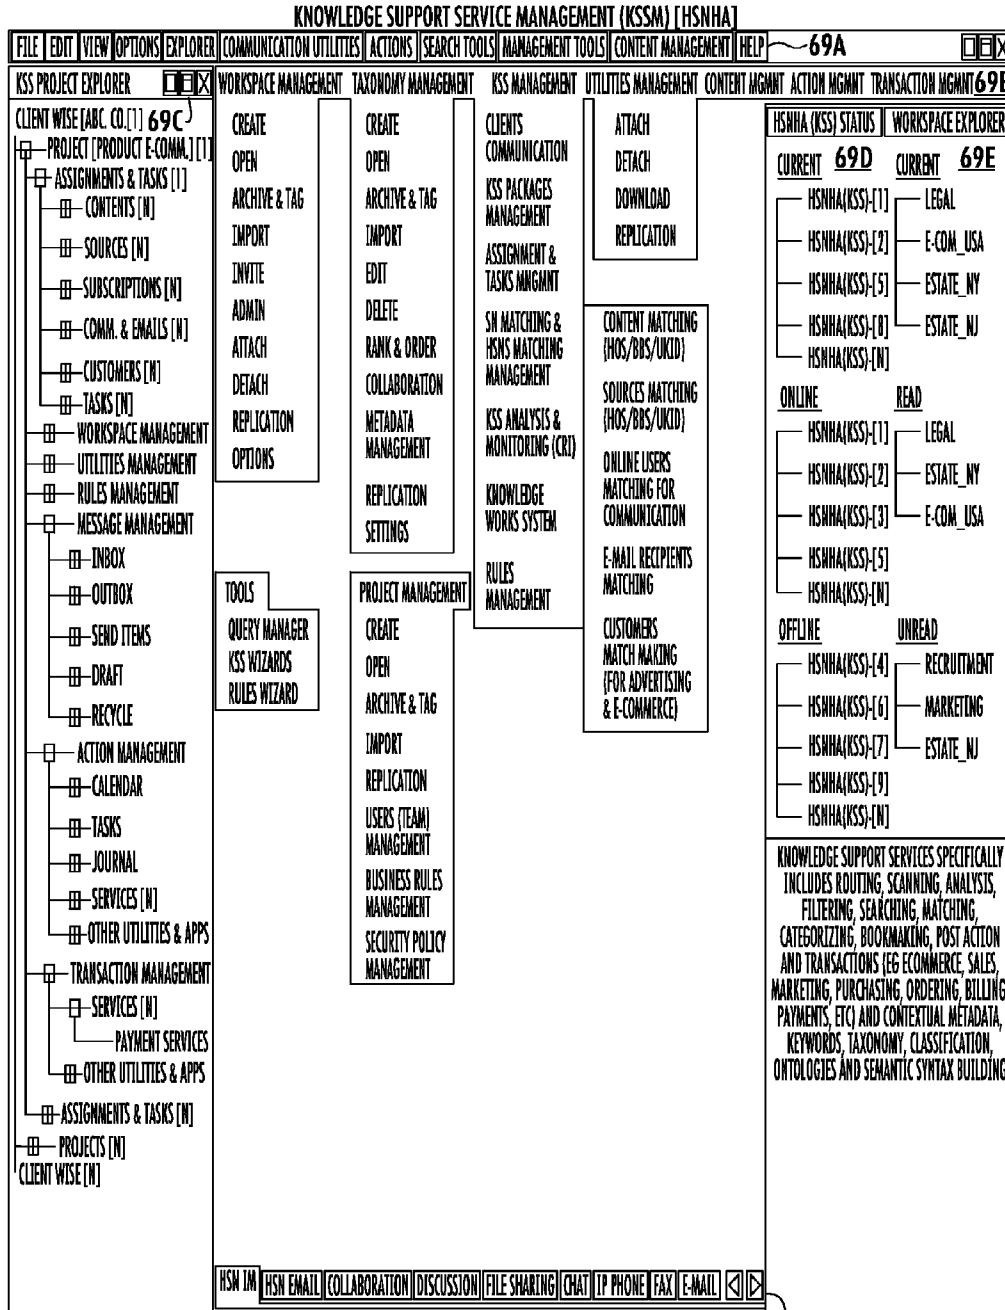 KNOWLEDGE SUPPORT SERVICE MANAGEMENT (KSSM) [HSNHA]
FILE EDIT VIEW OPTIONS EXPLORER COMMUNICATION UTILITIES ACTIONS SEARCH TOOLS MANAGEMENT TOOLS CONTENT MANAGEMENT HELP 69A
KSS PROJECT EXPLORER
CLIENT WISE [ABC. CO.[1] 69C
PROJECT [PRODUCT E-COMM.] [1]
ASSIGNMENTS & TASKS [1]
CONTENTS [N]
SOURCES [N]
SUBSCRIPTIONS [N]
COMM. & EMAILS [N]
CUSTOMERS [N]
TASKS [N]
WORKSPACE MANAGEMENT
UTILITIES MANAGEMENT
RULES MANAGEMENT
MESSAGE MANAGEMENT
INBOX
OUTBOX
SEND ITEMS
DRAFT
RECYCLE
ACTION MANAGEMENT
CALENDAR
TASKS
JOURNAL
SERVICES [N]
OTHER UTILITIES & APPS
TRANSACTION MANAGEMENT
SERVICES [N]
PAYMENT SERVICES
OTHER UTILITIES & APPS
ASSIGNMENTS & TASKS [N]
PROJECTS [N]
CLIENT WISE [N]
WORKSPACE MANAGEMENT TAXONOMY MANAGEMENT KSS MANAGEMENT UTILITIES MANAGEMENT CONTENT MGMNT ACTION MGMNT TRANSACTION MGMNT 69B
CREATE
OPEN
ARCHIVE & TAG
IMPORT
INVITE
ADMIN
ATTACH
DETACH
REPLICATION
OPTIONS
TOOLS
QUERY MANAGER
KSS WIZARDS
RULES WIZARD
CREATE
OPEN
ARCHIVE & TAG
IMPORT
EDIT
DELETE
RANK & ORDER
COLLABORATION
METADATA
MANAGEMENT
REPLICATION
SETTINGS
PROJECT MANAGEMENT
CREATE
OPEN
ARCHIVE & TAG
IMPORT
REPLICATION
USERS (TEAM)
MANAGEMENT
BUSINESS RULES
MANAGEMENT
SECURITY POLICY
MANAGEMENT
CLIENTS
COMMUNICATION
KSS PACKAGES
MANAGEMENT
ASSIGNMENT &
TASKS MNGMNT
SN MATCHING &
HSNS MATCHING
MANAGEMENT
KSS ANALYSIS &
MONITORING (CRI)
KNOWLEDGE
WORKS SYSTEM
RULES
MANAGEMENT
ATTACH
DETACH
DOWNLOAD
REPLICATION
CONTENT MATCHING
(HOS/BBS/UKID)
SOURCES MATCHING
(HOS/BBS/UKID)
ONLINE USERS
MATCHING FOR
COMMUNICATION
E-MAIL RECIPIENTS
MATCHING
CUSTOMERS
MATCH MAKING
(FOR ADVERTISING
& E-COMMERCE)
HSNHA (KSS) STATUS
CURRENT 69D
HSNHA(KSS)-[1]
HSNHA(KSS)-[2]
HSNHA(KSS)-[5]
HSNHA(KSS)-[8]
HSNHA(KSS)-[N]
ONLINE
HSNHA(KSS)-[1]
HSNHA(KSS)-[2]
HSNHA(KSS)-[3]
HSNHA(KSS)-[5]
HSNHA(KSS)-[N]
OFFLINE
HSNHA(KSS)-[4]
HSNHA(KSS)-[6]
HSNHA(KSS)-[7]
HSNHA(KSS)-[9]
HSNHA(KSS)-[N]
WORKSPACE EXPLORER
CURRENT 69E
LEGAL
E-COM_USA
ESTATE_NY
ESTATE_NJ
READ
LEGAL
ESTATE_NY
E-COM_USA
UNREAD
RECRUITMENT
MARKETING
ESTATE_NJ
KNOWLEDGE SUPPORT SERVICES SPECIFICALLY
INCLUDES ROUTING, SCANNING, ANALYSIS,
FILTERING, SEARCHING, MATCHING,
CATEGORIZING, BOOKMAKING, POST ACTION
AND TRANSACTIONS (EG ECOMMERCE, SALES,
MARKETING, PURCHASING, ORDERING, BILLING
PAYMENTS, ETC) AND CONTEXTUAL METADATA,
KEYWORDS, TAXONOMY, CLASSIFICATION,
ONTOLOGIES AND SEMANTIC SYNTAX BUILDING
HSN IM HSN EMAIL COLLABORATION DISCUSSION FILE SHARING CHAT IP PHONE FAX E-MAIL